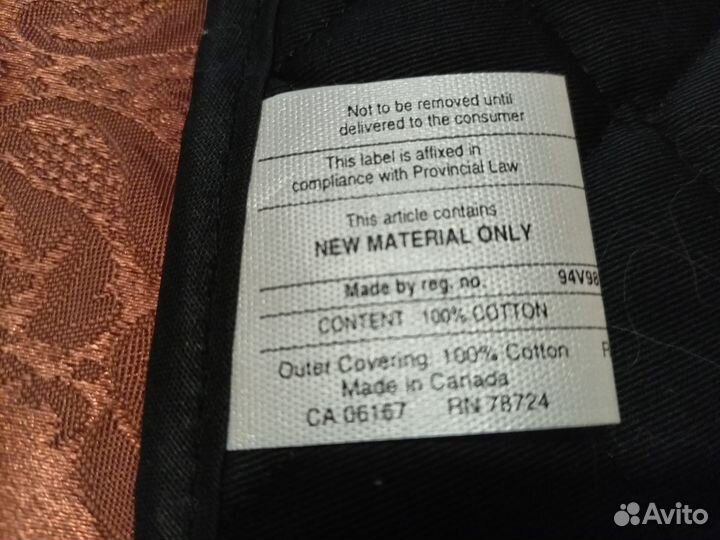 Not to be removed until
delivered to the consumer
This label is affixed in
compliance with Provincial Law
This article contains
NEW MATERIAL ONLY
Made by reg. no. 94V98
CONTENT 100% COTTON
Outer Covering 100% Cotton
Made in Canada
CA 06167 RN 78724
Avito